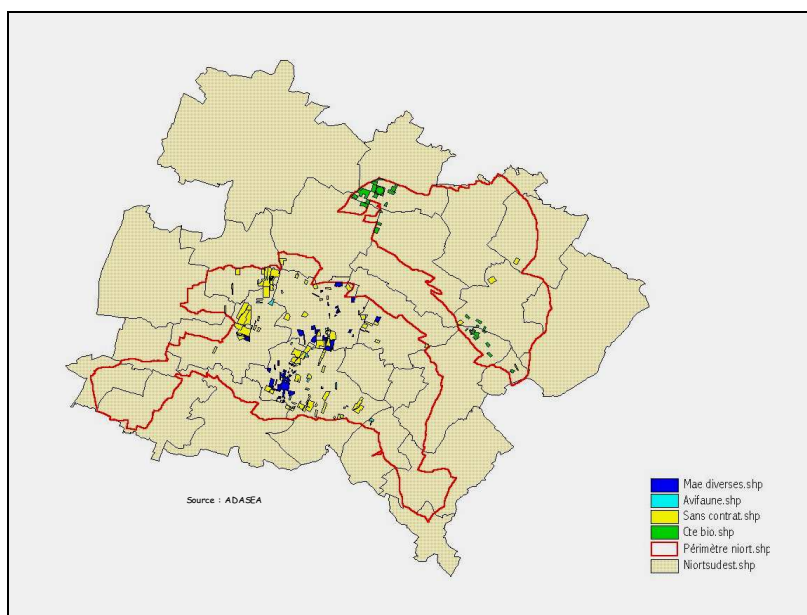 Source : ADASEA
Mae diverses.shp
Avifaune.shp
Sans contrat.shp
Cte bio.shp
Périmètre niort.shp
Niortsudest.shp